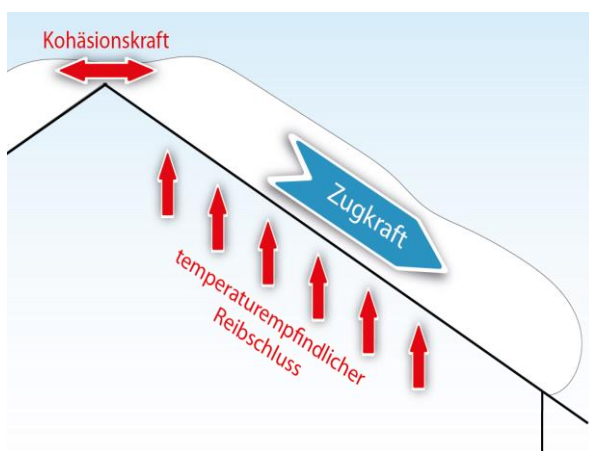 Kohäsionskraft
Zugkraft
temperaturempfindlicher
Reibschluss